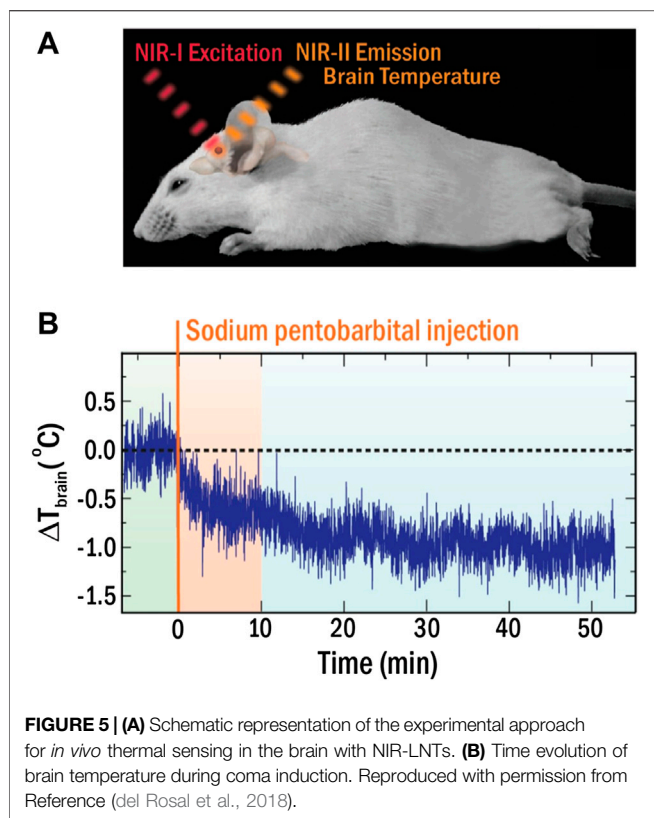 A
NIR-I Excitation
NIR-II Emission
Brain Temperature
B
Sodium pentobarbital injection
0.5
0.0
-0.5
-1.0
-1.5
ΔTbrain(°C)
0 10 20 30 40 50
Time (min)
FIGURE 5 | (A) Schematic representation of the experimental approach
for in vivo thermal sensing in the brain with NIR-LNTs. (B) Time evolution of
brain temperature during coma induction. Reproduced with permission from
Reference (del Rosal et al., 2018).